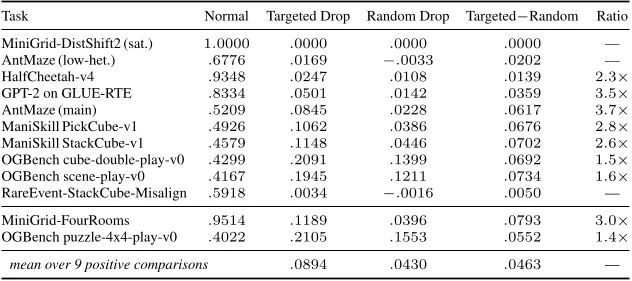 Task Normal Targeted Drop Random Drop Targeted−Random Ratio
MiniGrid-DistShift2 (sat.) 1.0000 .0000 .0000 .0000 —
AntMaze (low-het.) .6776 .0169 −.0033 .0202 —
HalfCheetah-v4 .9348 .0247 .0108 .0139 2.3×
GPT-2 on GLUE-RTE .8334 .0501 .0142 .0359 3.5×
AntMaze (main) .5209 .0845 .0228 .0617 3.7×
ManiSkill PickCube-v1 .4926 .1062 .0386 .0676 2.8×
ManiSkill StackCube-v1 .4579 .1148 .0446 .0702 2.6×
OGBench cube-double-play-v0 .4299 .2091 .1399 .0692 1.5×
OGBench scene-play-v0 .4167 .1945 .1211 .0734 1.6×
RareEvent-StackCube-Misalign .5918 .0034 −.0016 .0050 —
MiniGrid-FourRooms .9514 .1189 .0396 .0793 3.0×
OGBench puzzle-4x4-play-v0 .4022 .2105 .1553 .0552 1.4×
mean over 9 positive comparisons .0894 .0430 .0463 —